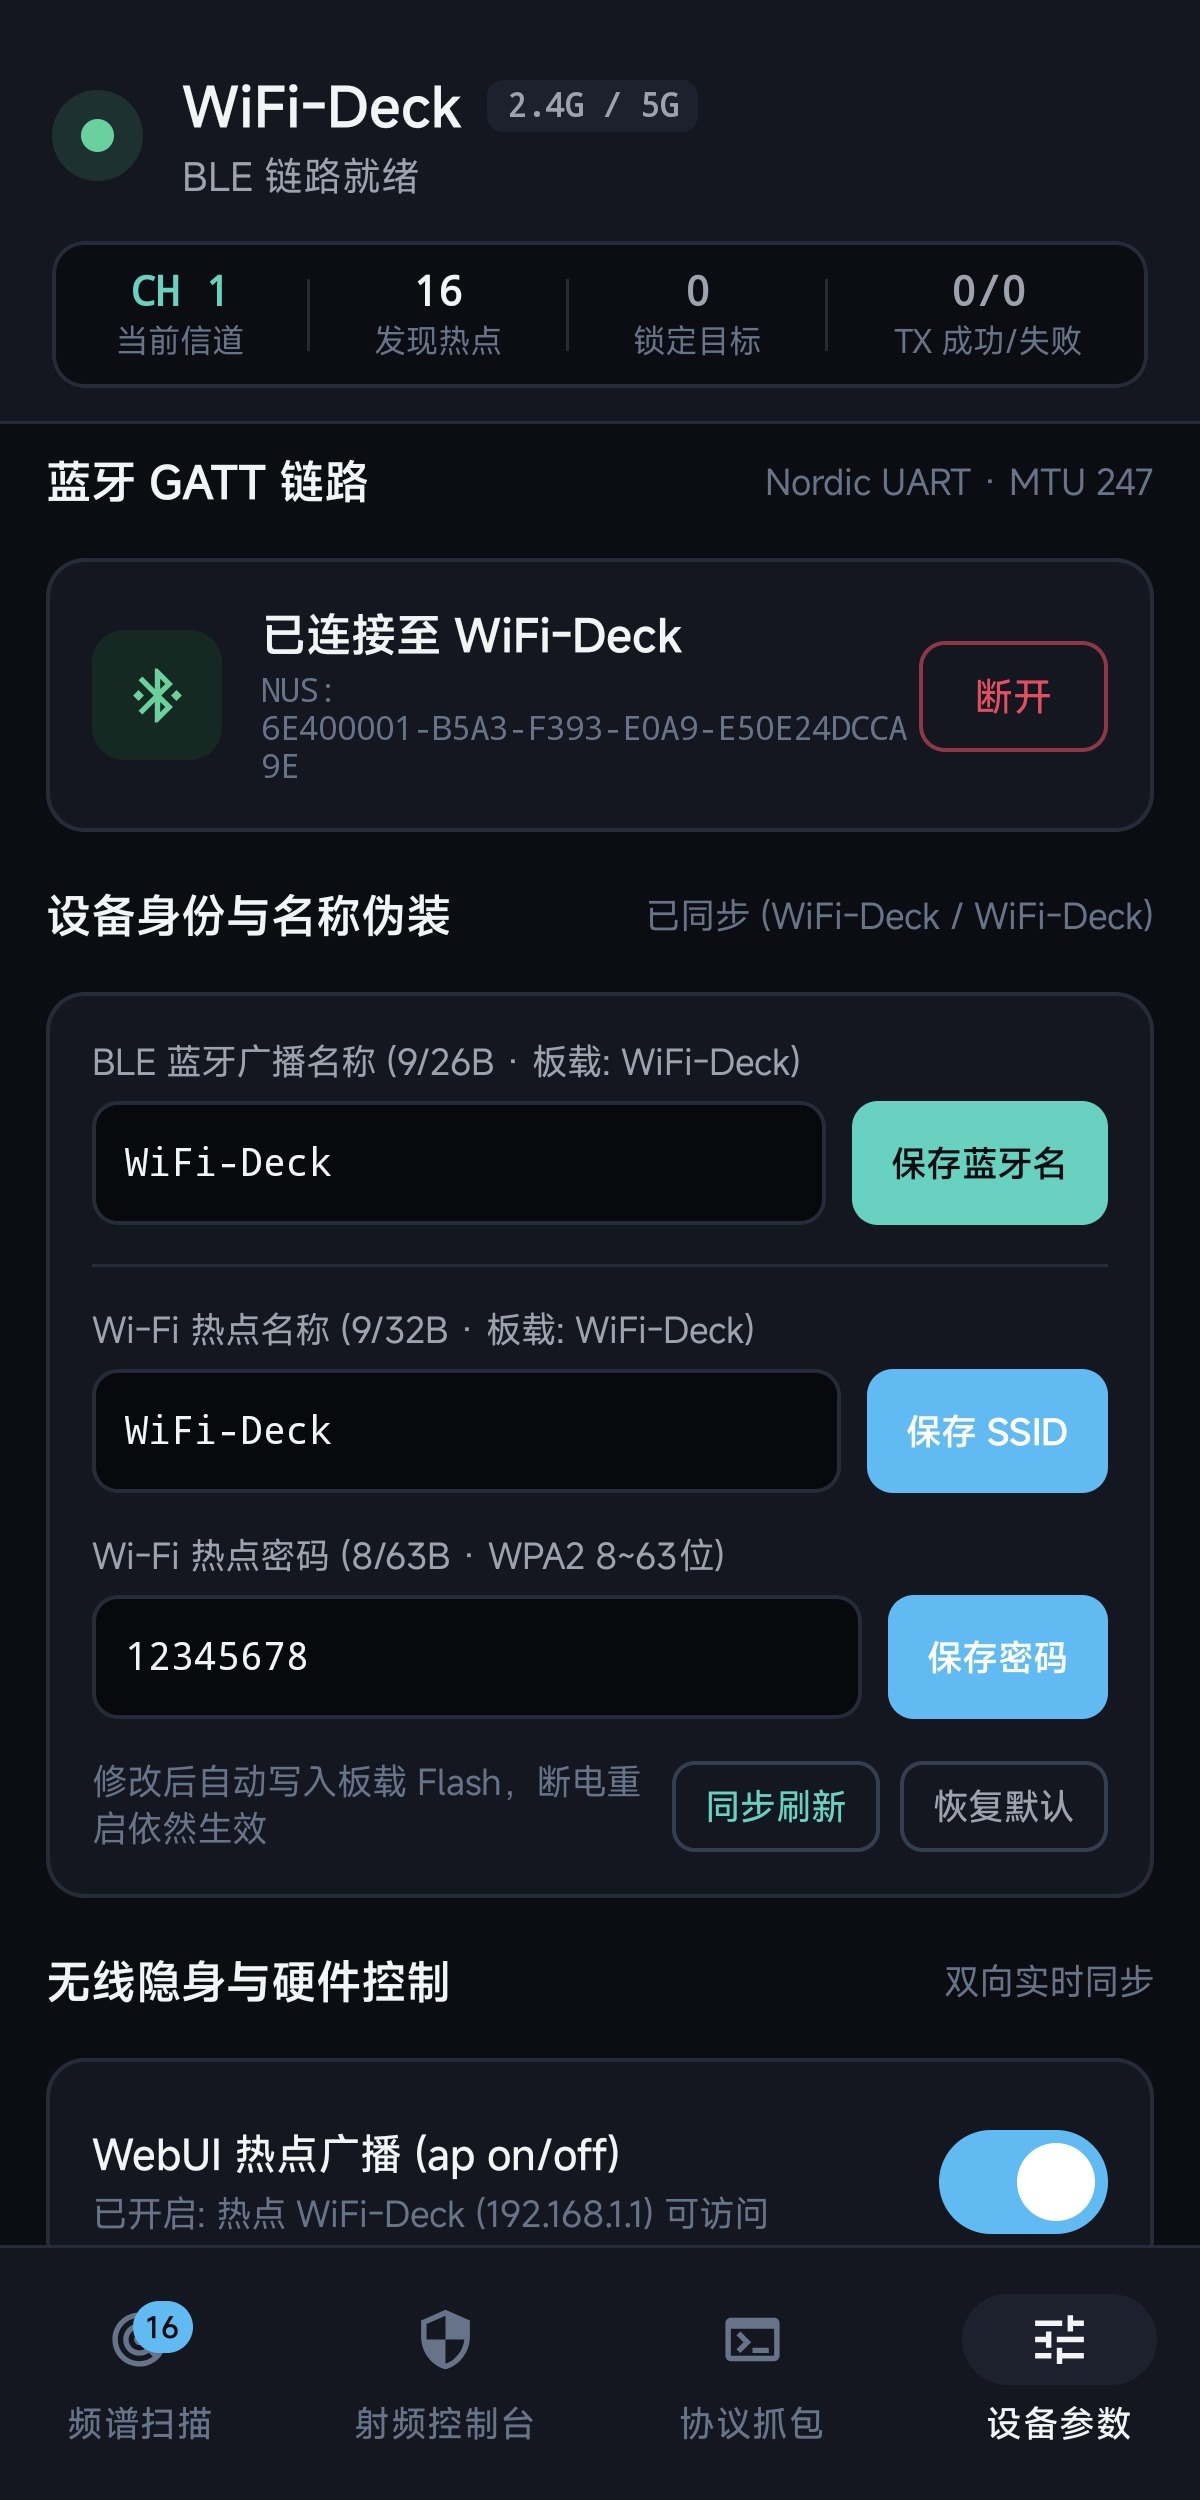 WiFi-Deck
2.4G / 5G
BLE 链路就绪
CH 1
当前信道
16
发现热点
0
锁定目标
0/0
TX 成功/失败
蓝牙 GATT 链路
Nordic UART · MTU 247
已连接至 WiFi-Deck
NUS:
6E400001-B5A3-F393-E0A9-E50E24DCCA
9E
断开
设备身份与名称伪装
已同步 (WiFi-Deck / WiFi-Deck)
BLE 蓝牙广播名称 (9/26B · 板载: WiFi-Deck)
WiFi-Deck
保存蓝牙名
Wi-Fi 热点名称 (9/32B · 板载: WiFi-Deck)
WiFi-Deck
保存 SSID
Wi-Fi 热点密码 (8/63B · WPA2 8~63位)
12345678
保存密码
修改后自动写入板载 Flash，断电重
启依然生效
同步刷新
恢复默认
无线隐身与硬件控制
双向实时同步
WebUI 热点广播 (ap on/off)
已开启: 热点 WiFi-Deck (192.168.1.1) 可访问
16
频谱扫描
射频控制台
协议抓包
设备参数